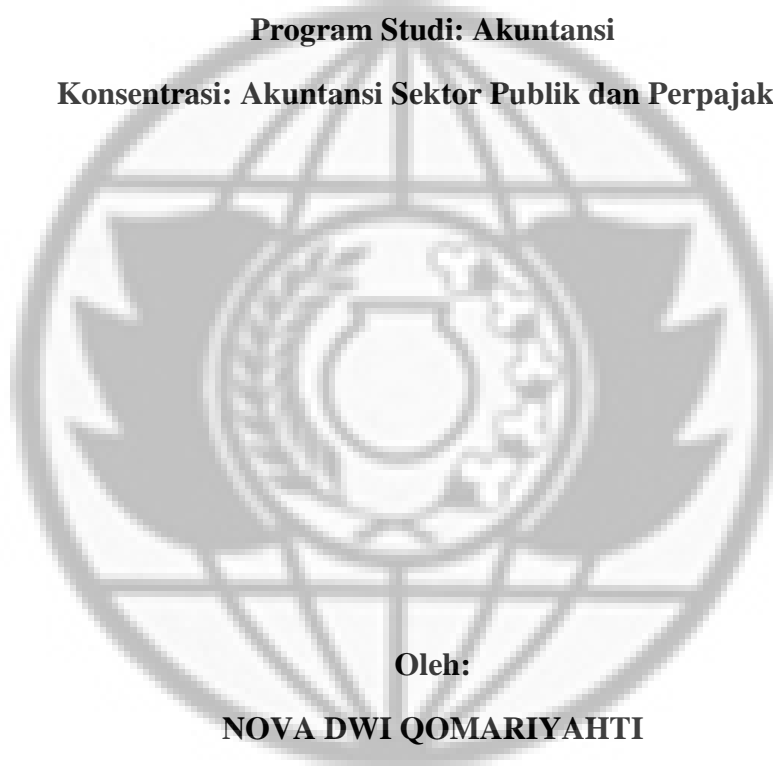 Program Studi: Akuntansi
Konsentrasi: Akuntansi Sektor Publik dan Perpajak
Oleh:
NOVA DWI QOMARIYAHTI